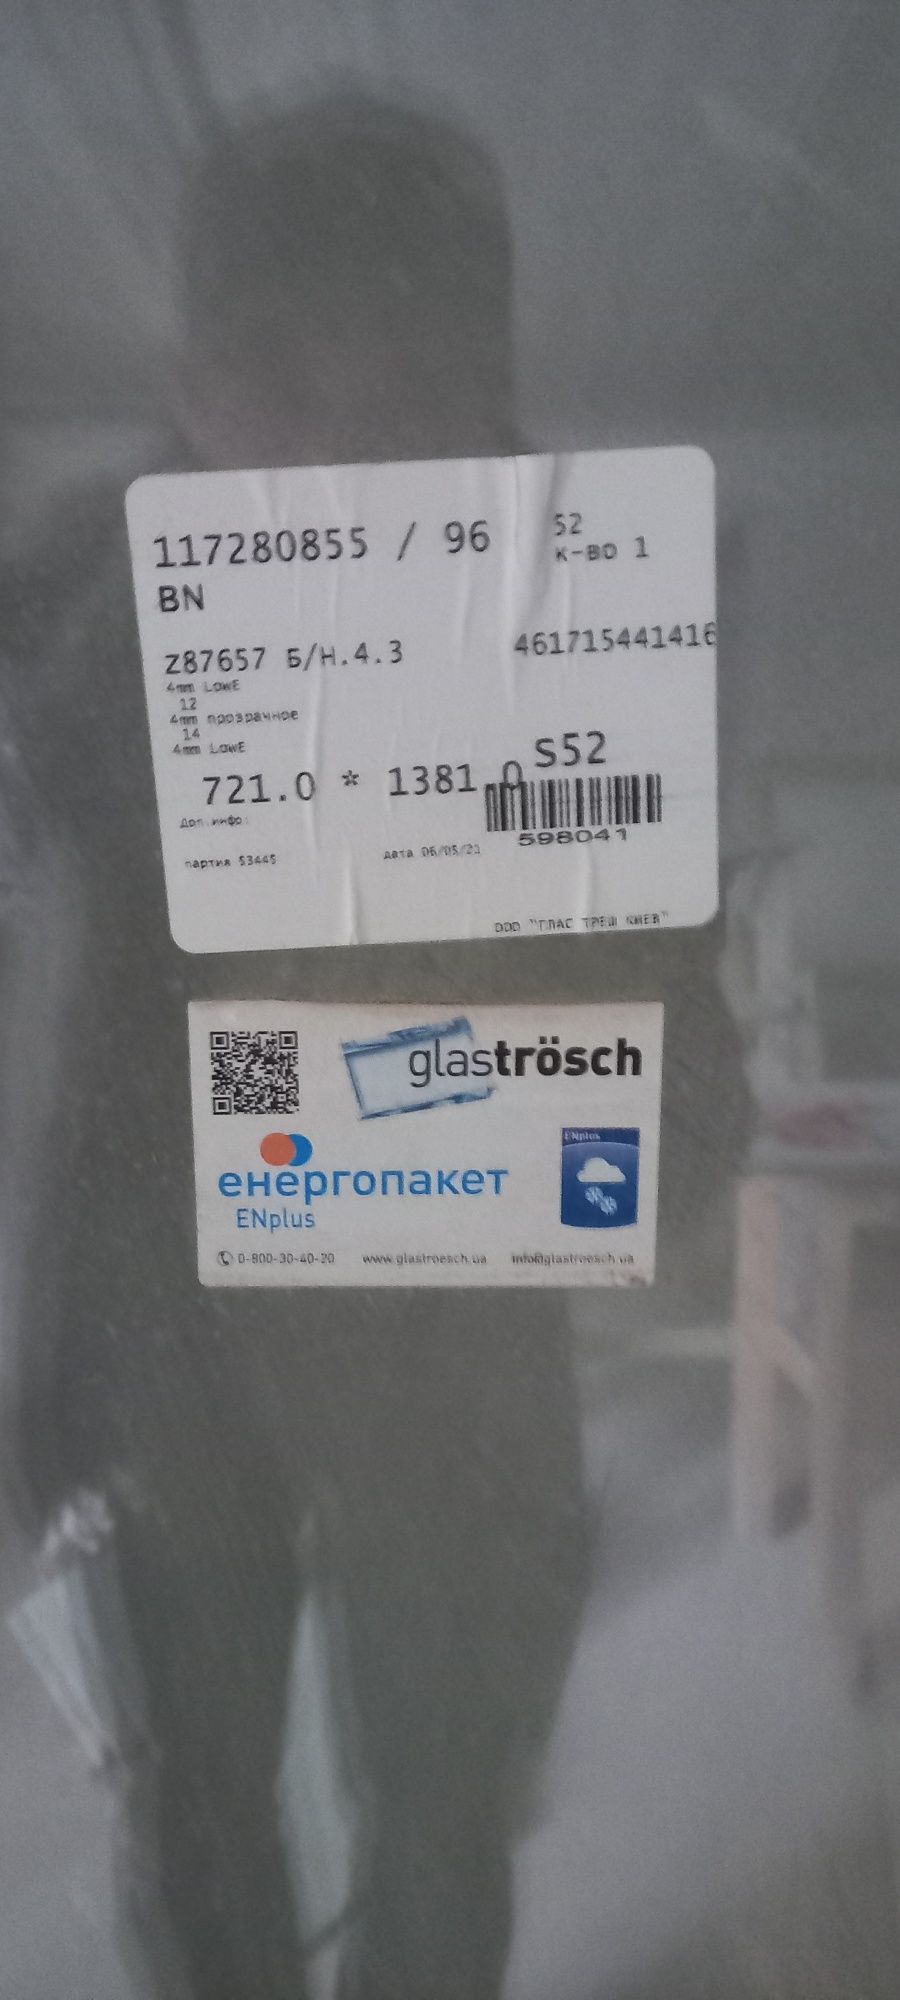 117280855 / 96
52
к-во 1
BN
Z87657 Б/Н.4.3
461715441416
4mm LowE
12
4mm прозрачное
14
4mm LowE
721.0 * 1381.0
S52
Доп.инфо:
598041
партия 53445
дата 06/05/21
ООО "ГЛАС ТРЕШ КИЕВ"
glaströsch
енергопакет
ENplus
ENplus
0-800-30-40-20 www.glastroesch.ua info@glastroesch.ua